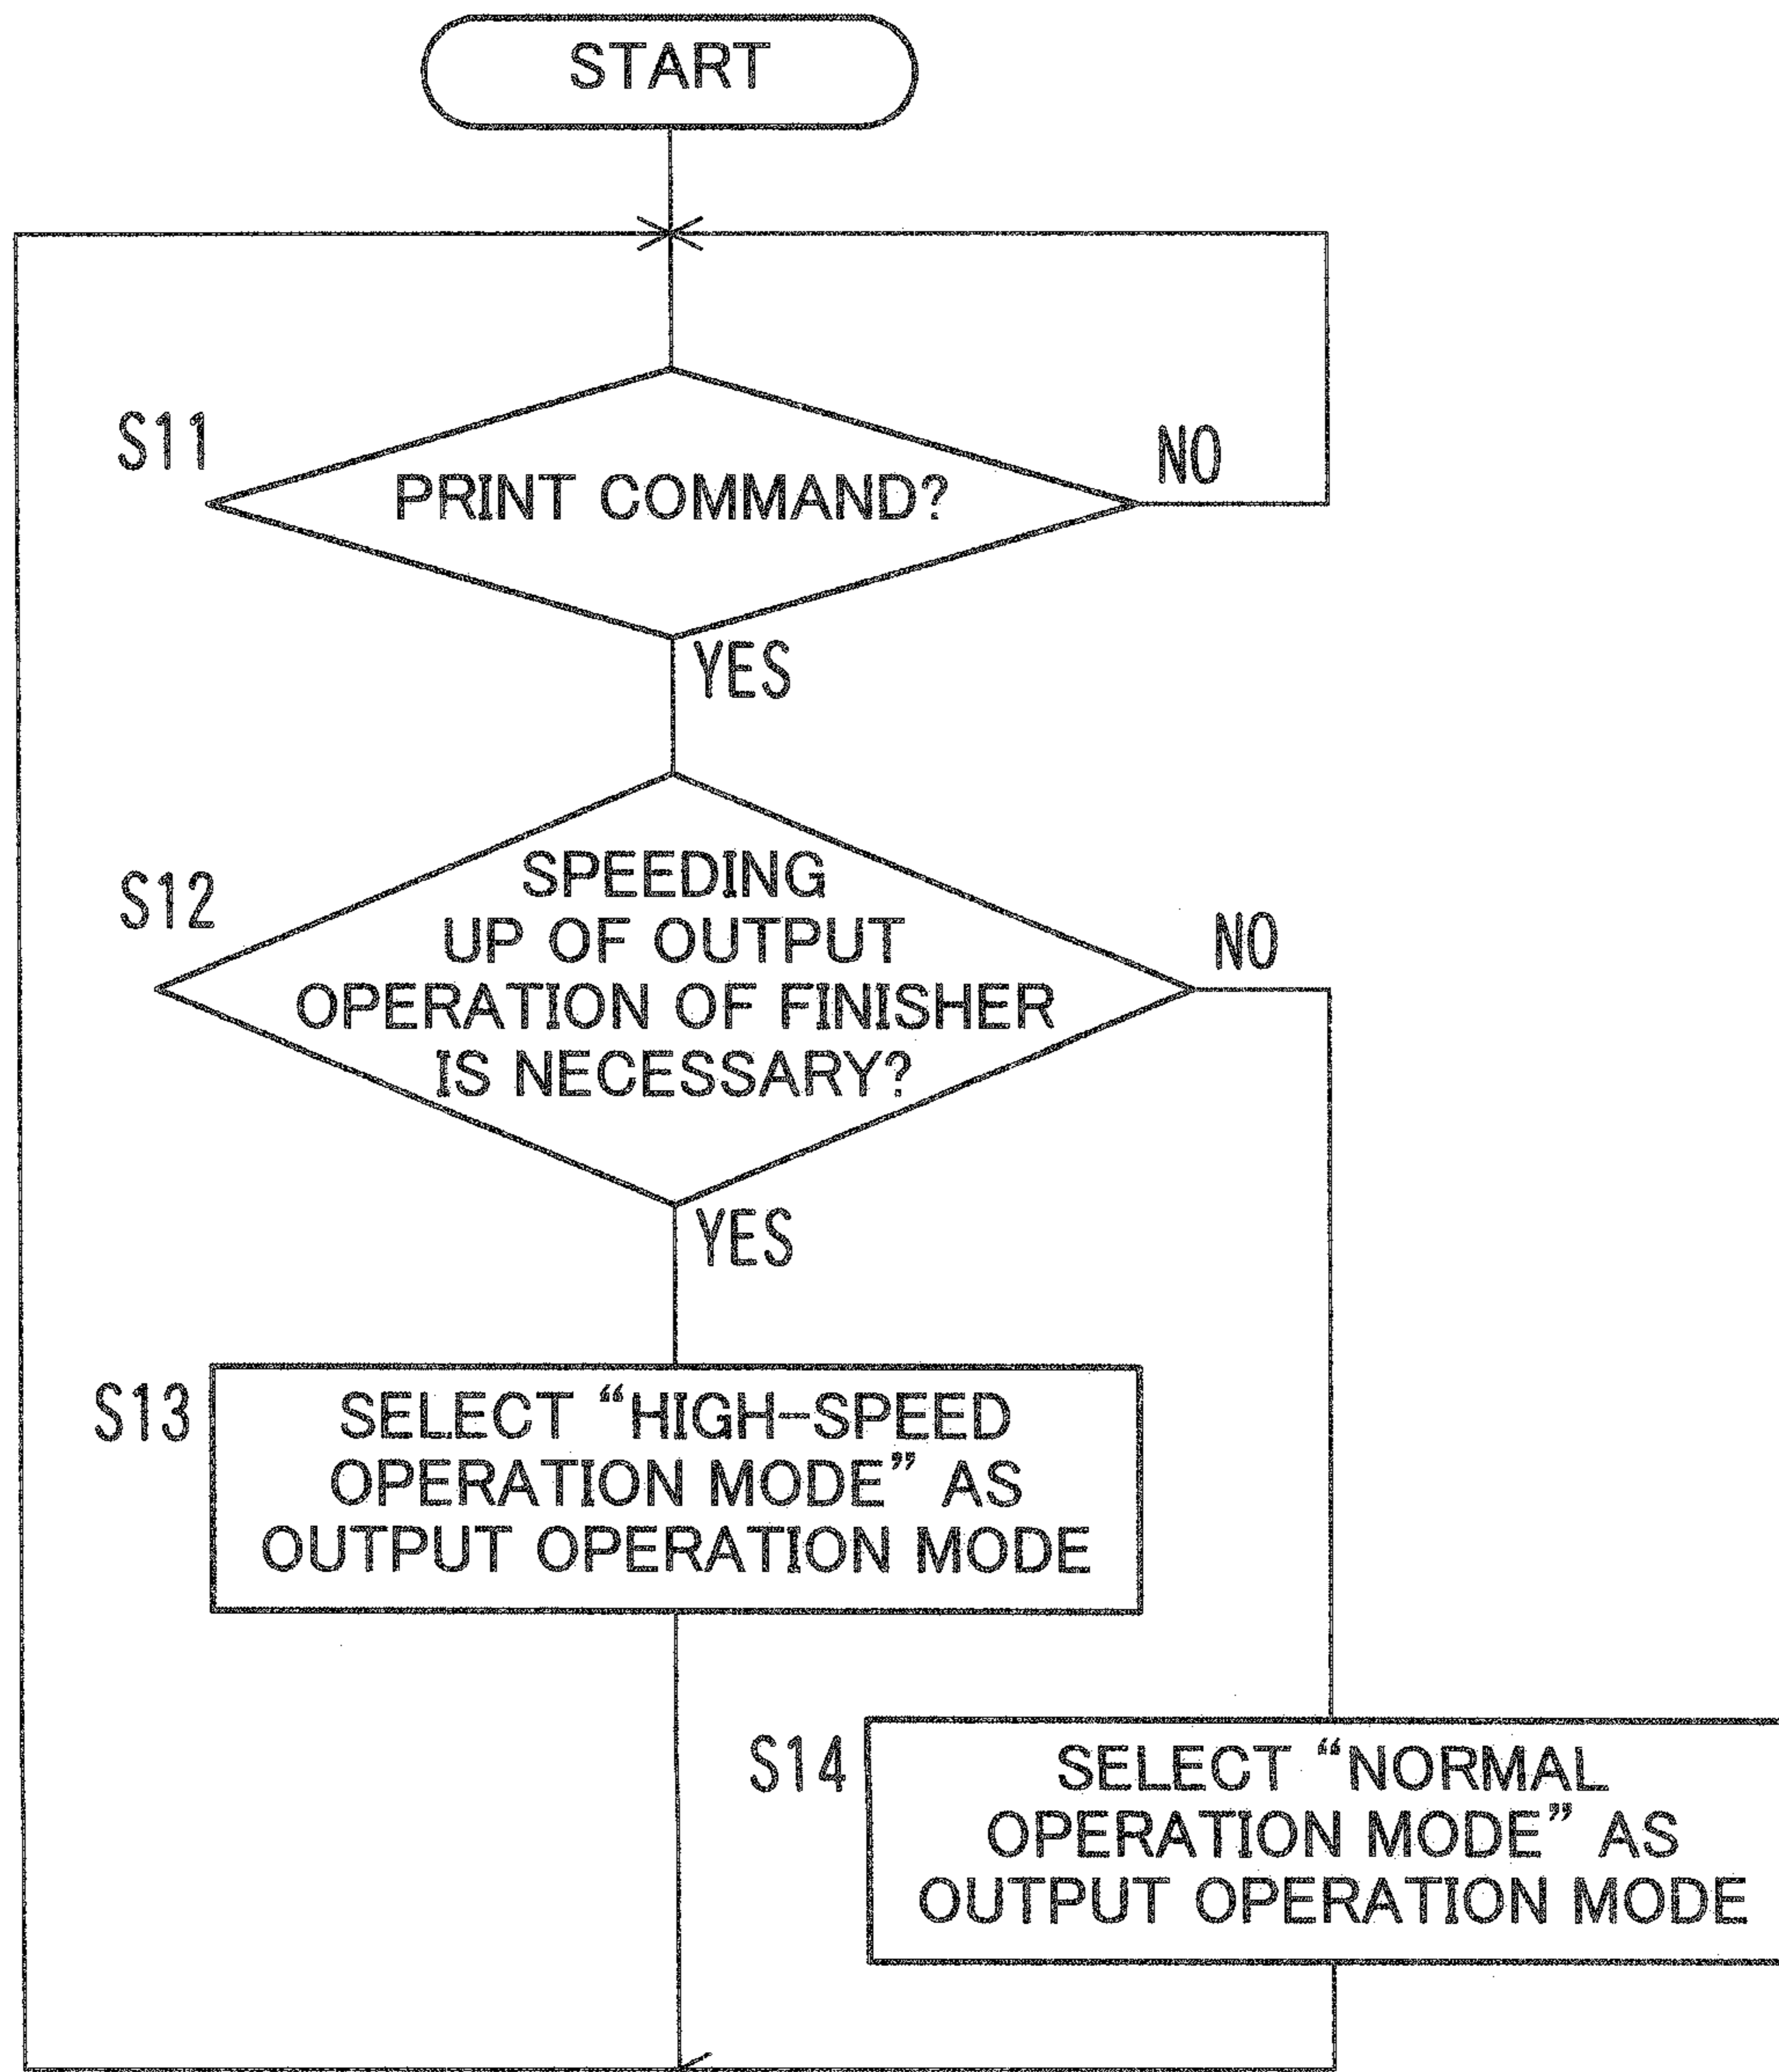 START
S11
PRINT COMMAND?
NO
YES
S12
SPEEDING
UP OF OUTPUT
OPERATION OF FINISHER
IS NECESSARY?
NO
YES
S13
SELECT “HIGH-SPEED
OPERATION MODE” AS
OUTPUT OPERATION MODE
S14
SELECT “NORMAL
OPERATION MODE” AS
OUTPUT OPERATION MODE